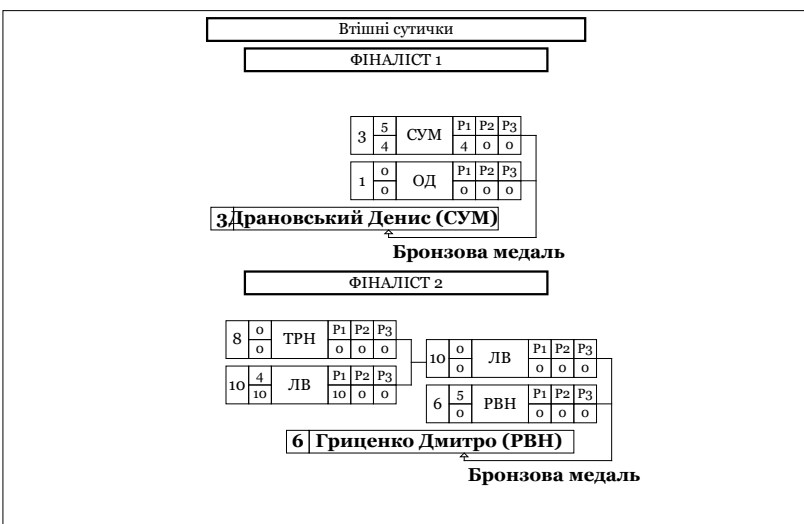 Втішні сутички
ФІНАЛІСТ 1
3 5 СУМ Р1 Р2 Р3
4 4 0 0
1 0 ОД Р1 Р2 Р3
0 0 0 0
3 Драновський Денис (СУМ)
Бронзова медаль
ФІНАЛІСТ 2
8 0 ТРН Р1 Р2 Р3
0 0 0 0
10 0 ЛВ Р1 Р2 Р3
0 0 0 0
10 4 ЛВ Р1 Р2 Р3
10 10 0 0
6 5 РВН Р1 Р2 Р3
0 0 0 0
6 Гриценко Дмитро (РВН)
Бронзова медаль